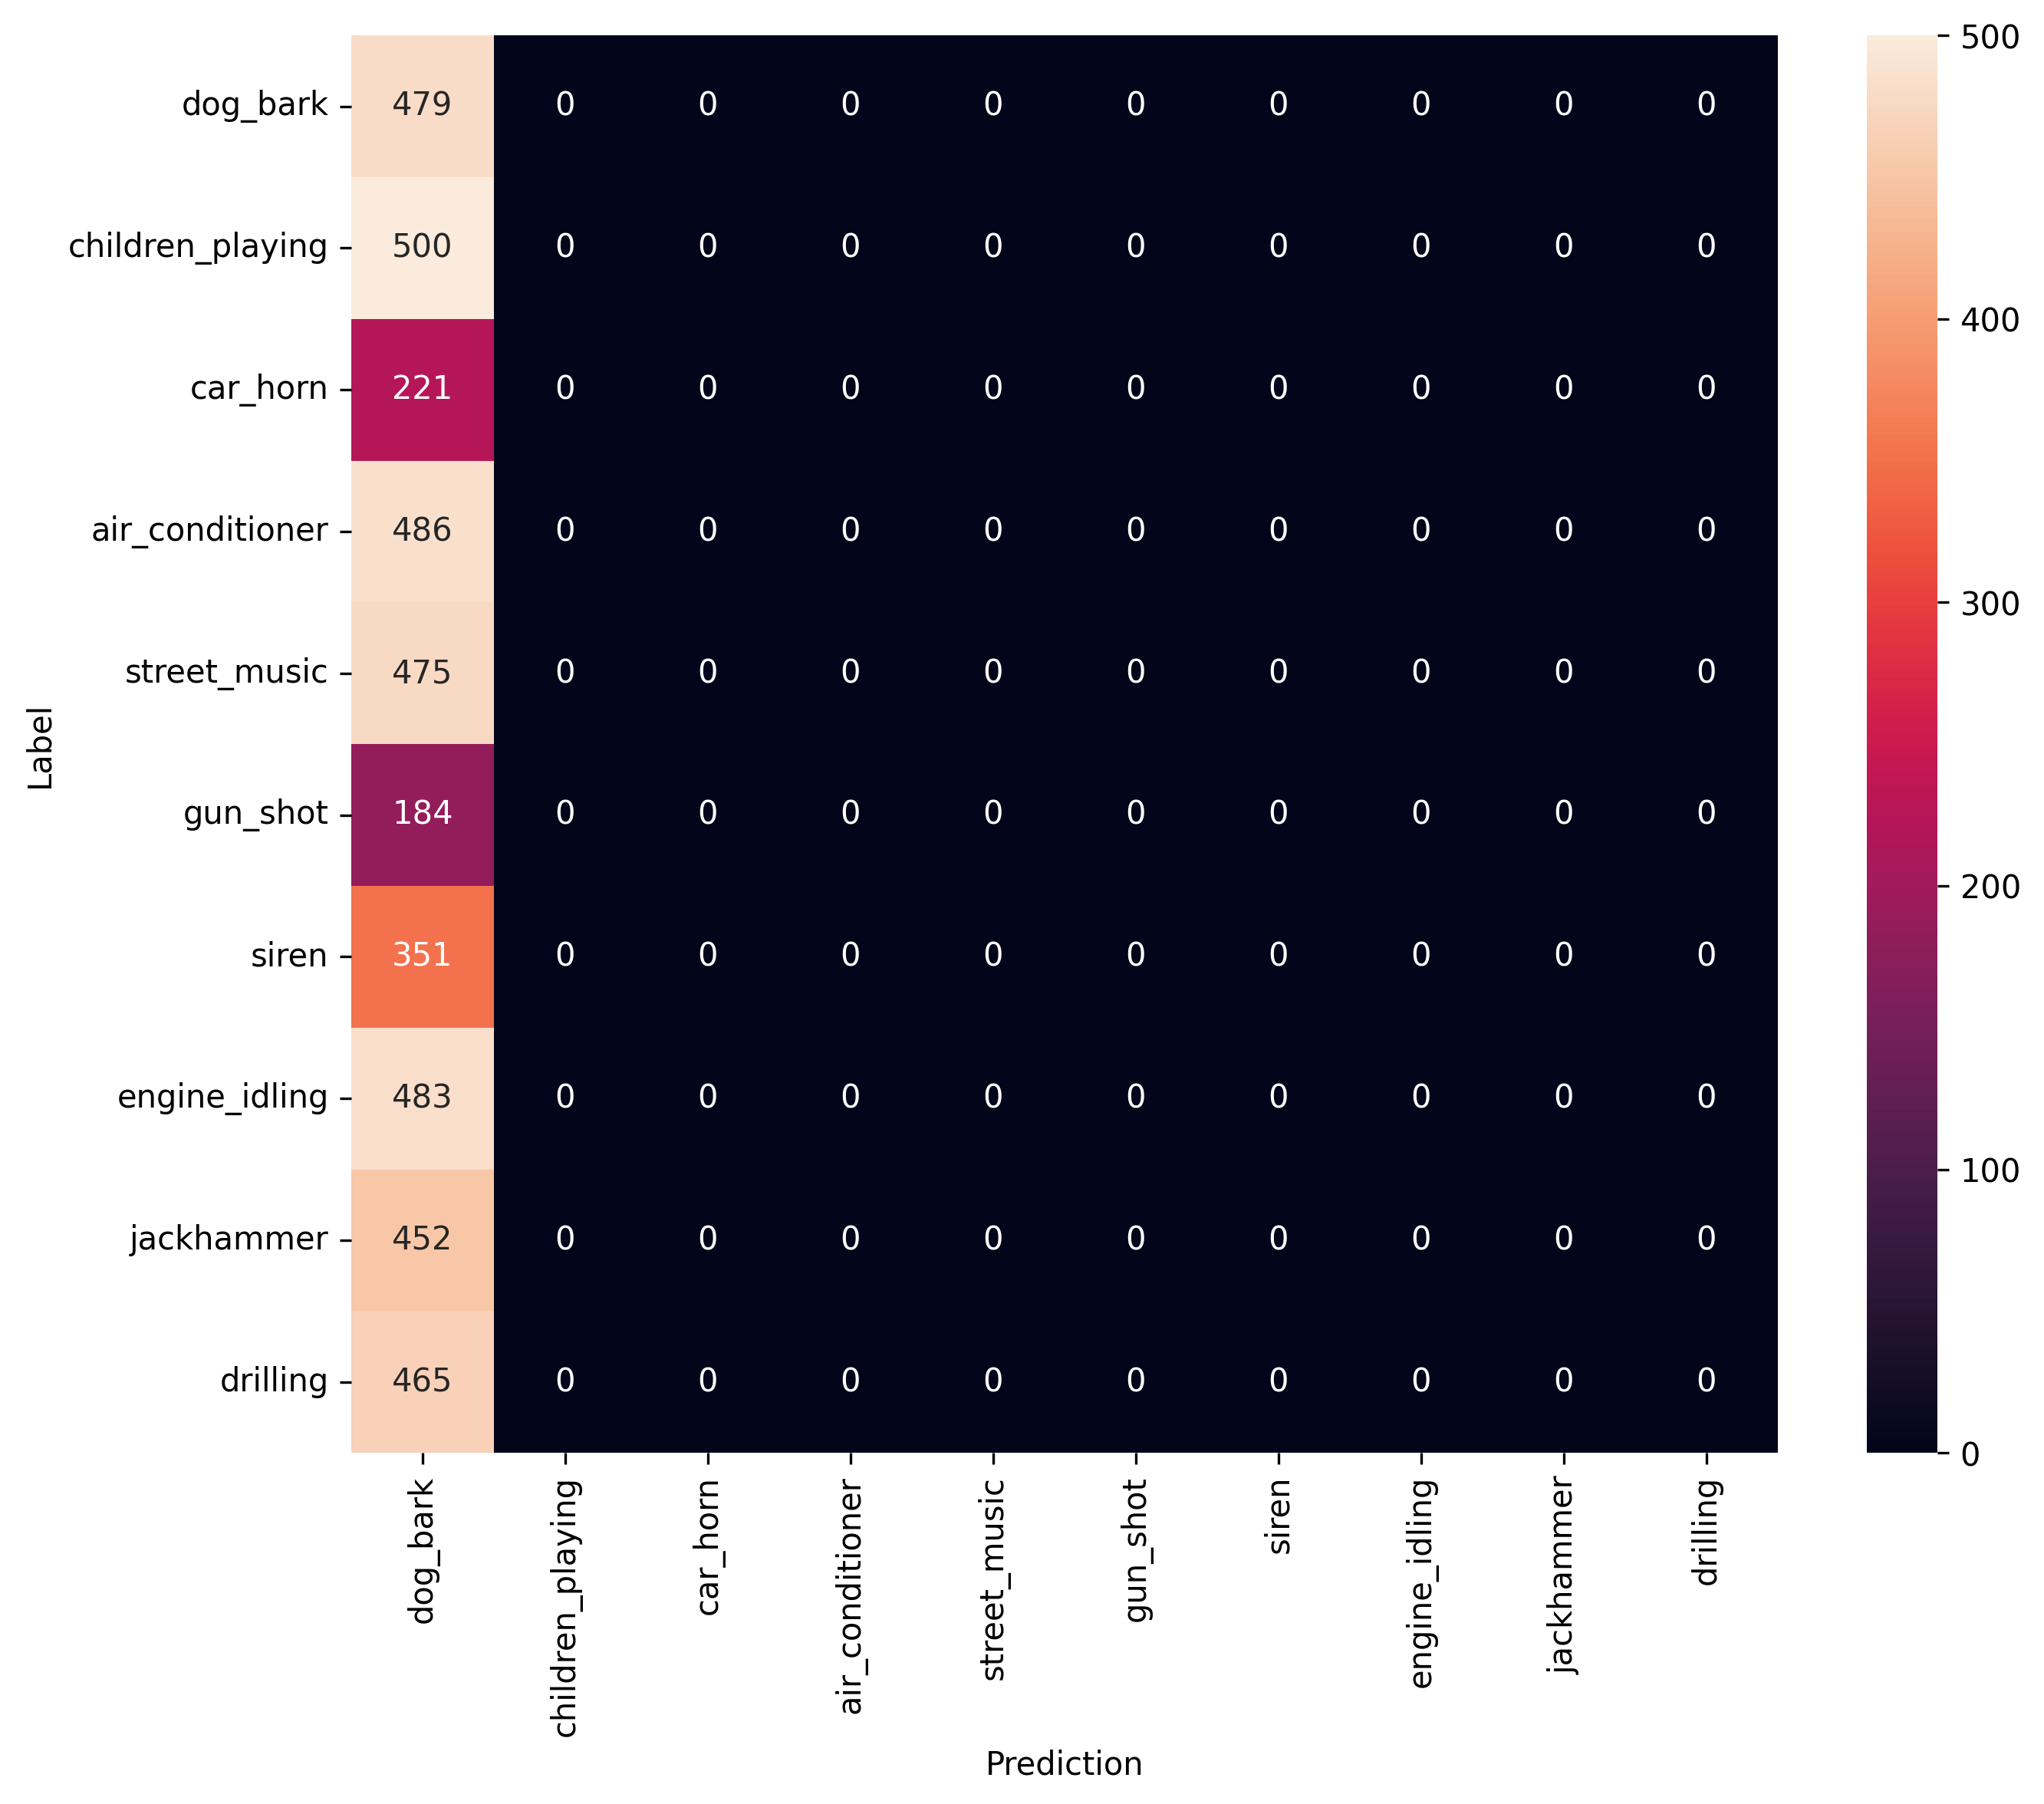 dog_bark 479 0 0 0 0 0 0 0 0 0
children_playing 500 0 0 0 0 0 0 0 0 0
car_horn 221 0 0 0 0 0 0 0 0 0
air_conditioner 486 0 0 0 0 0 0 0 0 0
street_music 475 0 0 0 0 0 0 0 0 0
gun_shot 184 0 0 0 0 0 0 0 0 0
siren 351 0 0 0 0 0 0 0 0 0
engine_idling 483 0 0 0 0 0 0 0 0 0
jackhammer 452 0 0 0 0 0 0 0 0 0
drilling 465 0 0 0 0 0 0 0 0 0
Label
dog_bark
children_playing
car_horn
air_conditioner
street_music
gun_shot
siren
engine_idling
jackhammer
drilling
Prediction
500
400
300
200
100
0